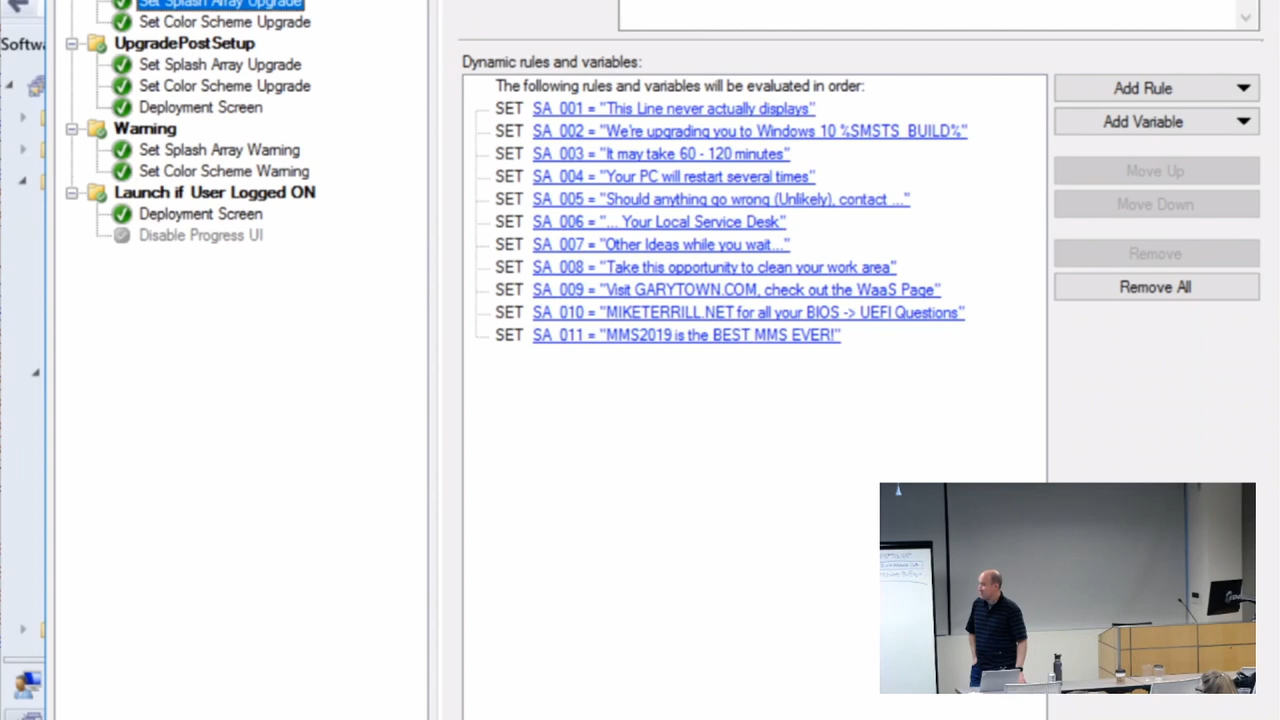 Set Splash Array Upgrade
Set Color Scheme Upgrade
UpgradePostSetup
Set Splash Array Upgrade
Set Color Scheme Upgrade
Deployment Screen
Warning
Set Splash Array Warning
Set Color Scheme Warning
Launch if User Logged ON
Deployment Screen
Disable Progress UI
Softwa
Dynamic rules and variables:
The following rules and variables will be evaluated in order:
SET SA_001 = "This Line never actually displays"
SET SA_002 = "We're upgrading you to Windows 10 %SMSTS_BUILD%"
SET SA_003 = "It may take 60 - 120 minutes"
SET SA_004 = "Your PC will restart several times"
SET SA_005 = "Should anything go wrong (Unlikely), contact ..."
SET SA_006 = "... Your Local Service Desk"
SET SA_007 = "Other Ideas while you wait..."
SET SA_008 = "Take this opportunity to clean your work area"
SET SA_009 = "Visit GARYTOWN.COM, check out the WaaS Page"
SET SA_010 = "MIKETERRILL.NET for all your BIOS -> UEFI Questions"
SET SA_011 = "MMS2019 is the BEST MMS EVER!"
Add Rule
Add Variable
Move Up
Move Down
Remove
Remove All